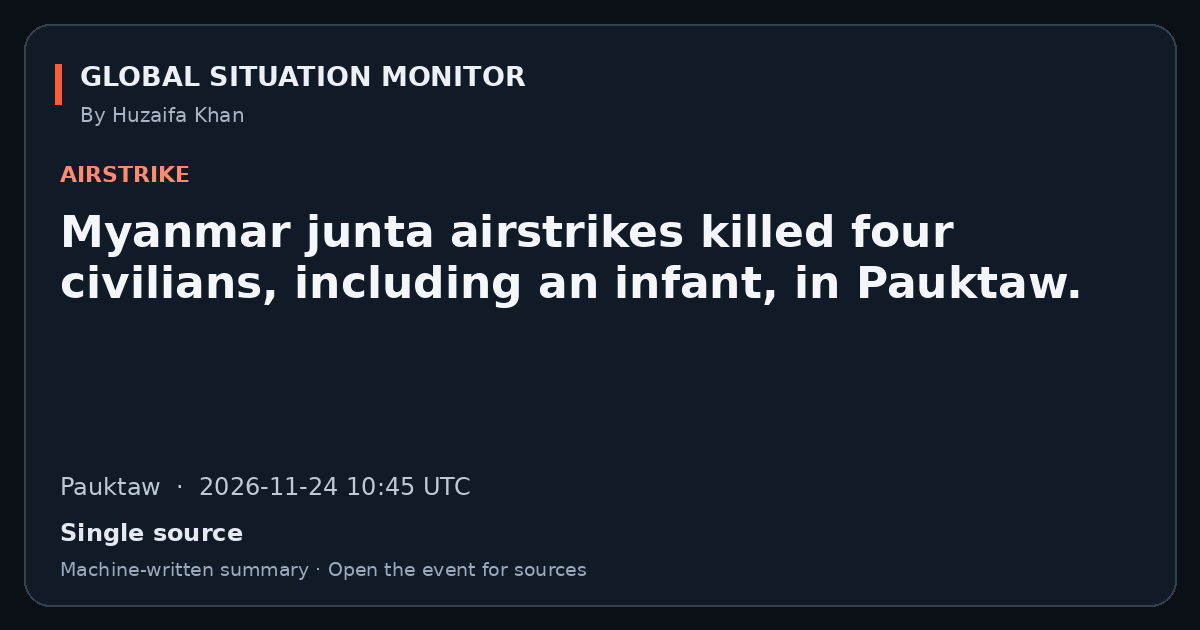 GLOBAL SITUATION MONITOR
By Huzaifa Khan
AIRSTRIKE
Myanmar junta airstrikes killed four
civilians, including an infant, in Pauktaw.
Pauktaw · 2026-11-24 10:45 UTC
Single source
Machine-written summary · Open the event for sources